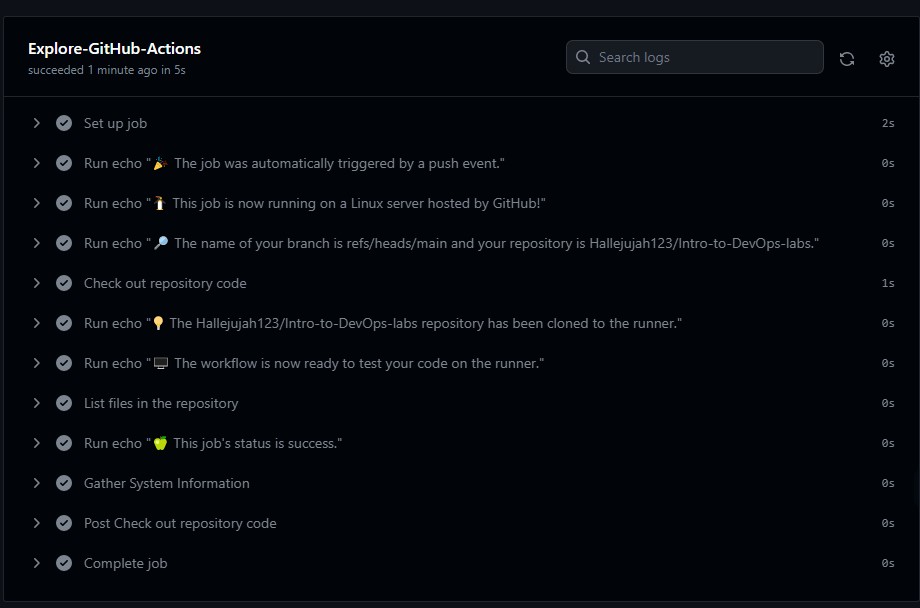 Explore-GitHub-Actions
succeeded 1 minute ago in 5s
Search logs
Set up job 2s
Run echo "🎉 The job was automatically triggered by a push event." 0s
Run echo "🐧 This job is now running on a Linux server hosted by GitHub!" 0s
Run echo "🔎 The name of your branch is refs/heads/main and your repository is Hallejujah123/Intro-to-DevOps-labs." 0s
Check out repository code 1s
Run echo "💡 The Hallejujah123/Intro-to-DevOps-labs repository has been cloned to the runner." 0s
Run echo "🖥️ The workflow is now ready to test your code on the runner." 0s
List files in the repository 0s
Run echo "🍏 This job's status is success." 0s
Gather System Information 0s
Post Check out repository code 0s
Complete job 0s